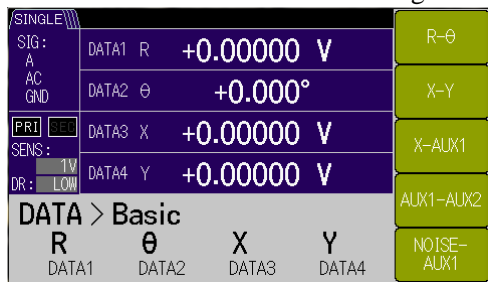 SINGLE
SIG:
A
AC
GND
PRI SEC
SENS:
1V
DR: LOW
DATA1 R +0.00000 V
DATA2 θ +0.000°
DATA3 X +0.00000 V
DATA4 Y +0.00000 V
DATA > Basic
R θ X Y
DATA1 DATA2 DATA3 DATA4
R-θ
X-Y
X-AUX1
AUX1-AUX2
NOISE-
AUX1